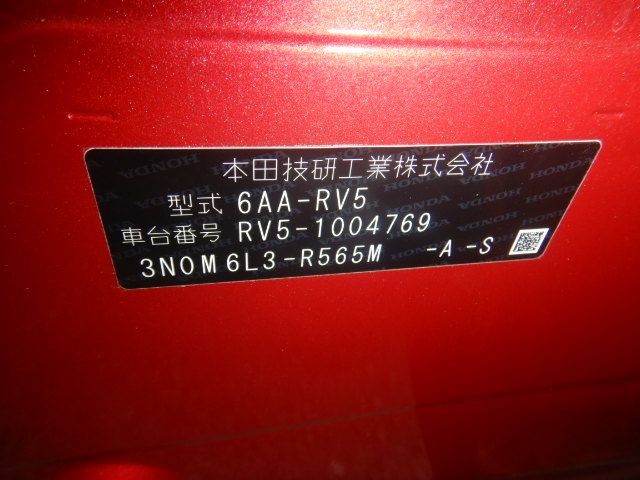 本田技研工業株式会社
型式 6AA-RV5
車台番号 RV5-1004769
3N0M6L3-R565M -A-S